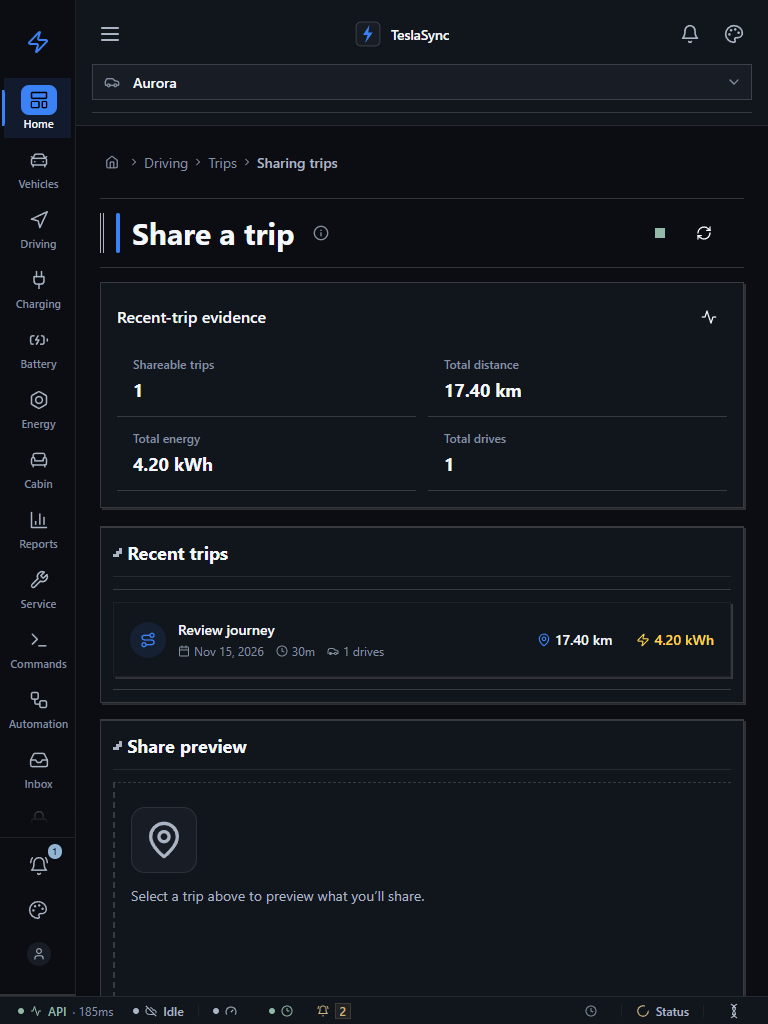 TeslaSync
Aurora
Home
Vehicles
Driving
Charging
Battery
Energy
Cabin
Reports
Service
Commands
Automation
Inbox
1
Driving
Trips
Sharing trips
Share a trip
Recent-trip evidence
Shareable trips
1
Total distance
17.40 km
Total energy
4.20 kWh
Total drives
1
Recent trips
Review journey
Nov 15, 2026 30m 1 drives
17.40 km 4.20 kWh
Share preview
Select a trip above to preview what you’ll share.
API · 185ms Idle 2 Status